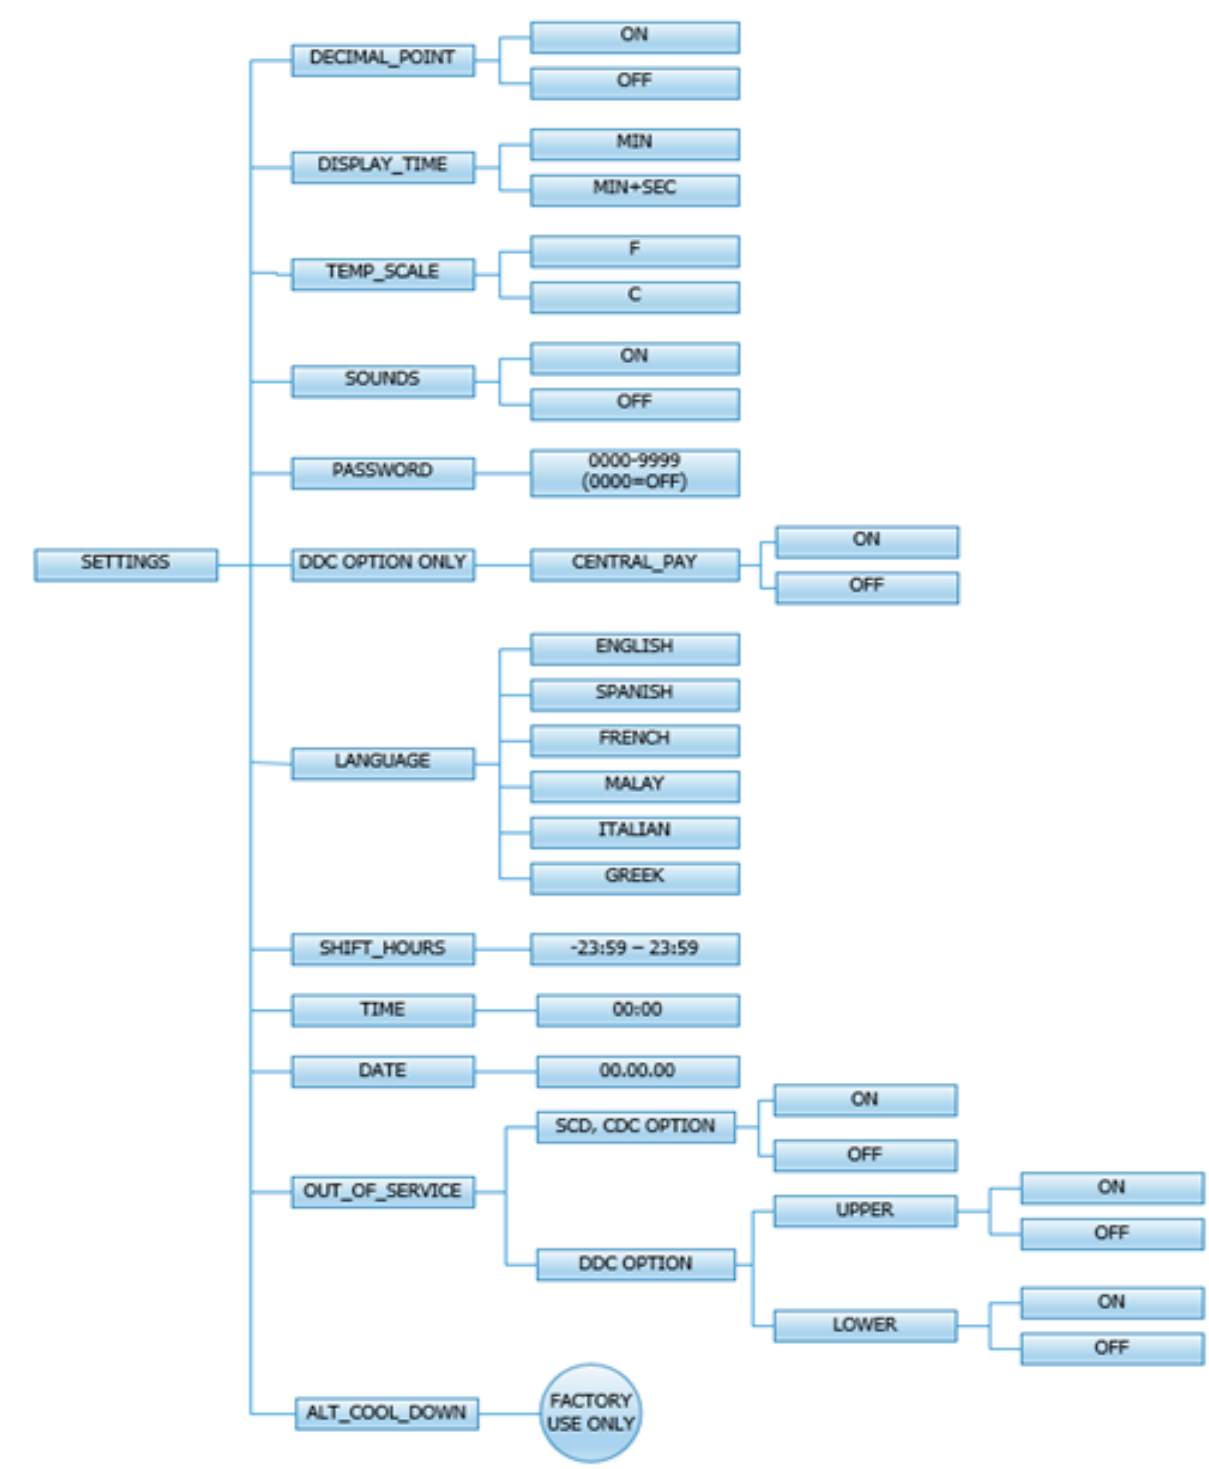 SETTINGS
DECIMAL_POINT
ON
OFF
DISPLAY_TIME
MIN
MIN+SEC
TEMP_SCALE
F
C
SOUNDS
ON
OFF
PASSWORD
0000-9999
(0000=OFF)
DDC OPTION ONLY
CENTRAL_PAY
ON
OFF
LANGUAGE
ENGLISH
SPANISH
FRENCH
MALAY
ITALIAN
GREEK
SHIFT_HOURS
-23:59 – 23:59
TIME
00:00
DATE
00.00.00
OUT_OF_SERVICE
SCD, CDC OPTION
ON
OFF
DDC OPTION
UPPER
ON
OFF
LOWER
ON
OFF
ALT_COOL_DOWN
FACTORY
USE ONLY